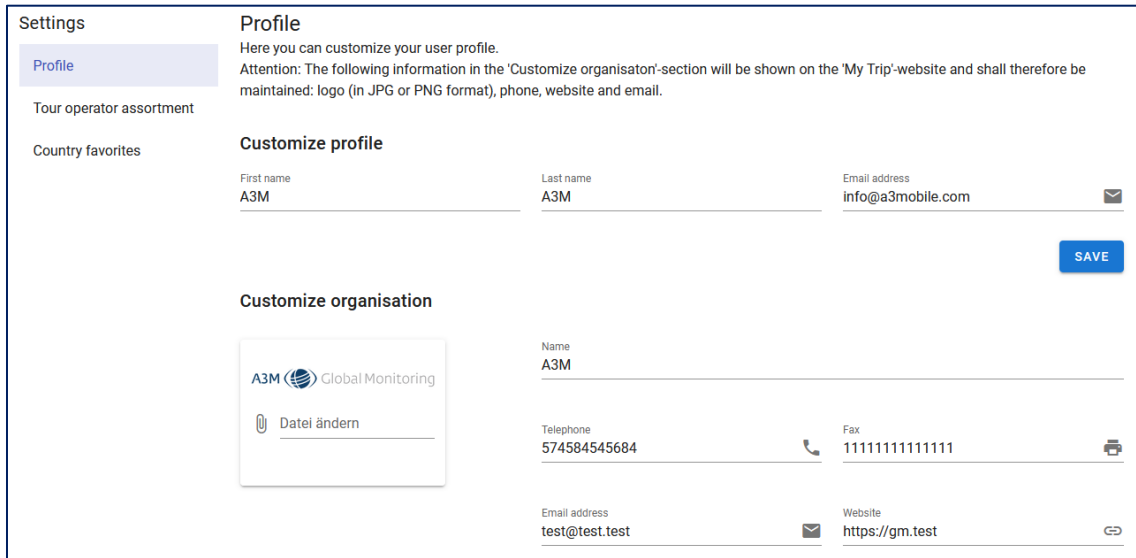 Settings
Profile
Tour operator assortment
Country favorites
Profile
Here you can customize your user profile.
Attention: The following information in the 'Customize organisaton'-section will be shown on the 'My Trip'-website and shall therefore be
maintained: logo (in JPG or PNG format), phone, website and email.
Customize profile
First name
A3M
Last name
A3M
Email address
info@a3mobile.com
SAVE
Customize organisation
A3M Global Monitoring
Datei ändern
Name
A3M
Telephone
574584545684
Fax
11111111111111
Email address
test@test.test
Website
https://gm.test